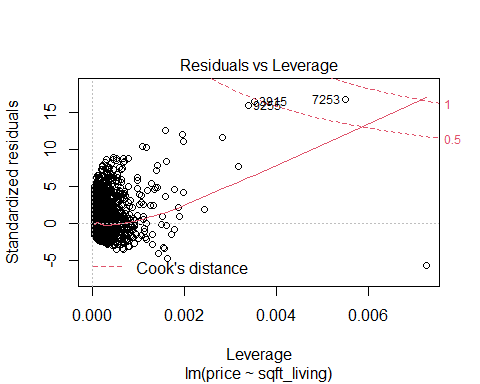 Residuals vs Leverage
Standardized residuals
15
10
5
0
-5
3915
9255
7253
1
0.5
Cook's distance
0.000
0.002
0.004
0.006
Leverage
lm(price ~ sqft_living)